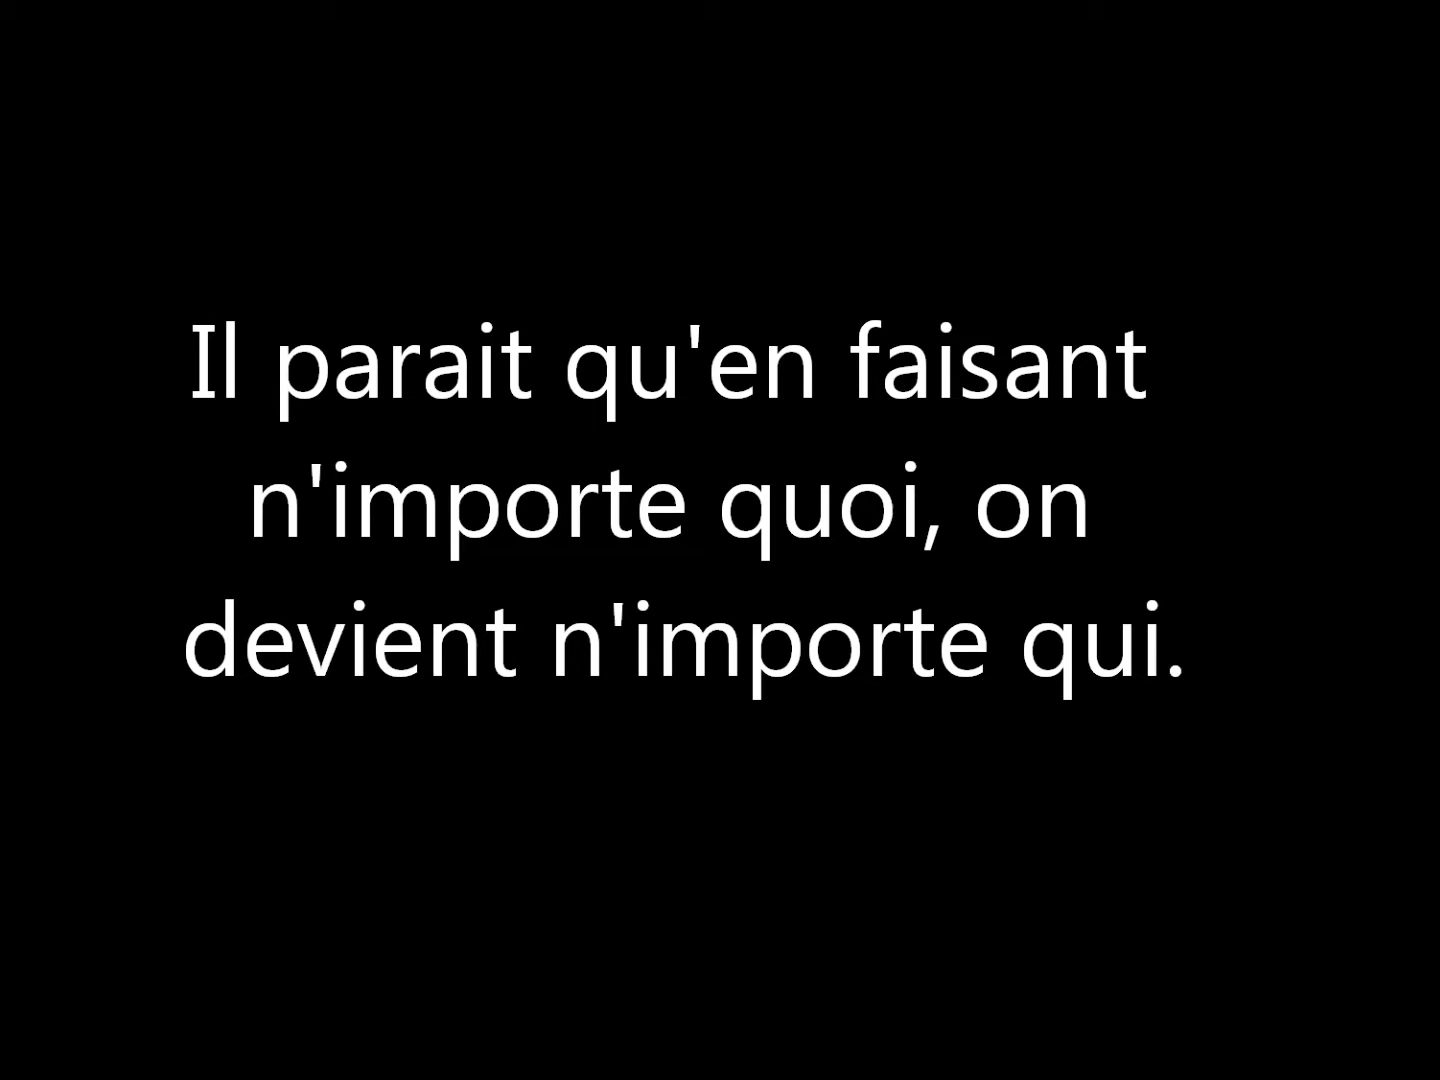 Il parait qu'en faisant
n'importe quoi, on
devient n'importe qui.